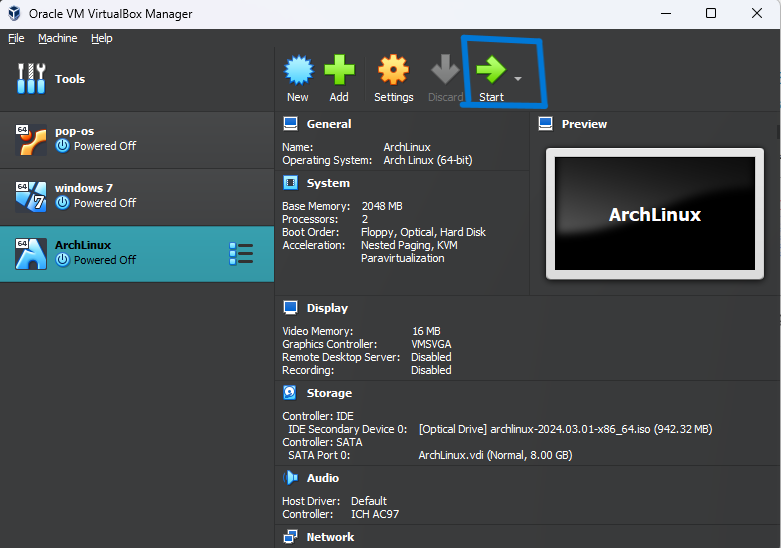 Oracle VM VirtualBox Manager
File Machine Help
Tools
New Add Settings Discard Start
64
pop-os
Powered Off
64
7
windows 7
Powered Off
64
ArchLinux
Powered Off
General
Name: ArchLinux
Operating System: Arch Linux (64-bit)
System
Base Memory: 2048 MB
Processors: 2
Boot Order: Floppy, Optical, Hard Disk
Acceleration: Nested Paging, KVM
Paravirtualization
Preview
ArchLinux
Display
Video Memory: 16 MB
Graphics Controller: VMSVGA
Remote Desktop Server: Disabled
Recording: Disabled
Storage
Controller: IDE
IDE Secondary Device 0: [Optical Drive] archlinux-2024.03.01-x86_64.iso (942.32 MB)
Controller: SATA
SATA Port 0: ArchLinux.vdi (Normal, 8.00 GB)
Audio
Host Driver: Default
Controller: ICH AC97
Network